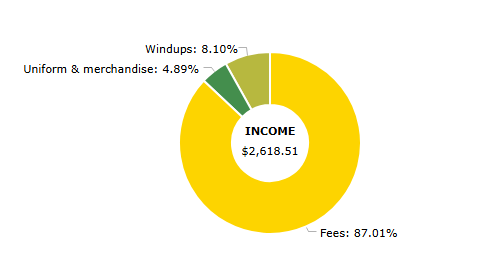 Windups: 8.10%
Uniform & merchandise: 4.89%
INCOME
$2,618.51
Fees: 87.01%